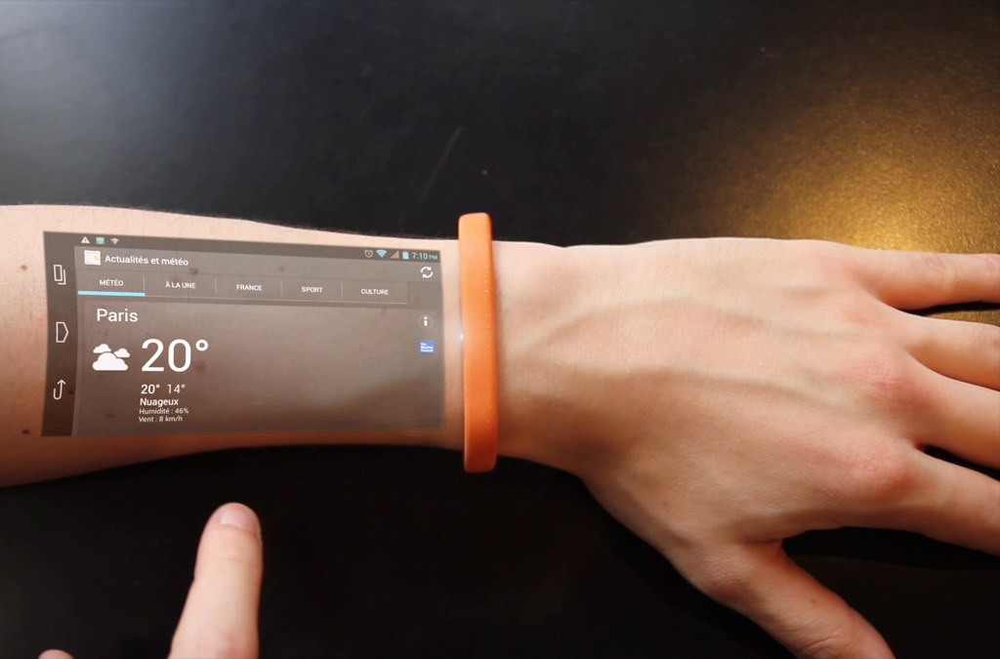 7:10 PM
Actualités et météo
MÉTÉO
À LA UNE
FRANCE
SPORT
CULTURE
Paris
20°
20° 14°
Nuageux
Humidité : 46%
Vent : 8 km/h